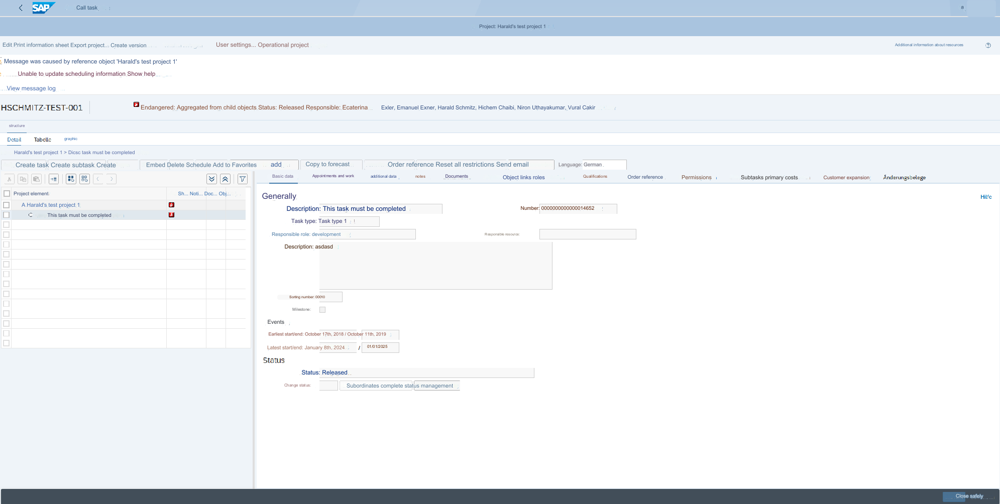 SAP Call task
a
Project: Harald's test project 1
Edit Print information sheet Export project... Create version User settings... Operational project Additional information about resources
Message was caused by reference object 'Harald's test project 1'
Unable to update scheduling information Show help
View message log
HSCHMITZ-TEST-001 Endangered: Aggregated from child objects Status: Released Responsible: Ecaterina Exler, Emanuel Exner, Harald Schmitz, Hichem Chaibi, Niron Uthayakumar, Vural Cakir
structure
Detail Tabelle graphic
Harald's test project 1 > Dicsc task must be completed
Create task Create subtask Create Embed Delete Schedule Add to Favorites add Copy to forecast Order reference Reset all restrictions Send email Language: German
Basic data Appointments and work additional data notes Documents Object links roles Qualifications Order reference Permissions Subtasks primary costs Customer expansion Änderungsbelege
Project element Sh... Noti... Doc... Obj...
A Harald's test project 1
This task must be completed
Generally
Hilfe
Description: This task must be completed Number: 0000000000000014652
Task type: Task type 1
Responsible role: development Responsible resource:
Description: asdasd
Sorting number: 00010
Milestone:
Events
Earliest start/end: October 17th, 2018 / October 11th, 2019
Latest start/end: January 8th, 2024 / 01/01/2025
Status
Status: Released
Change status: Subordinates complete status management
Close safely